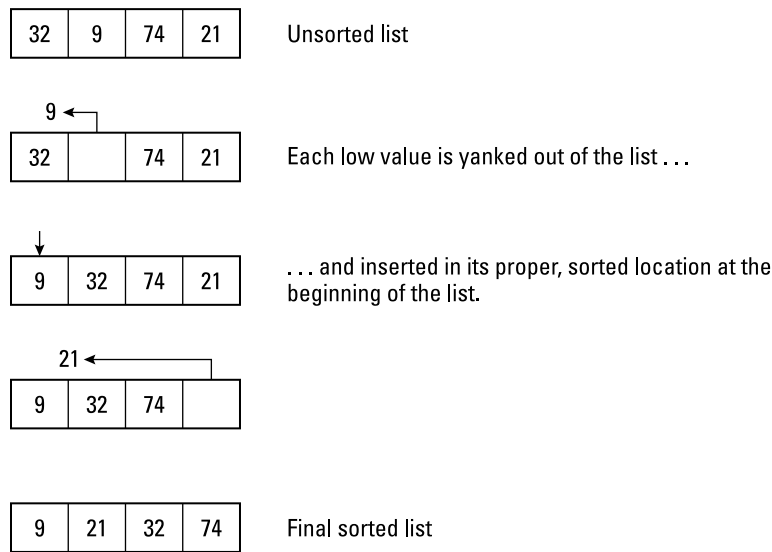 32 9 74 21 Unsorted list
9
32 74 21 Each low value is yanked out of the list . . .
9 32 74 21 . . . and inserted in its proper, sorted location at the
beginning of the list.
21
9 32 74
9 21 32 74 Final sorted list